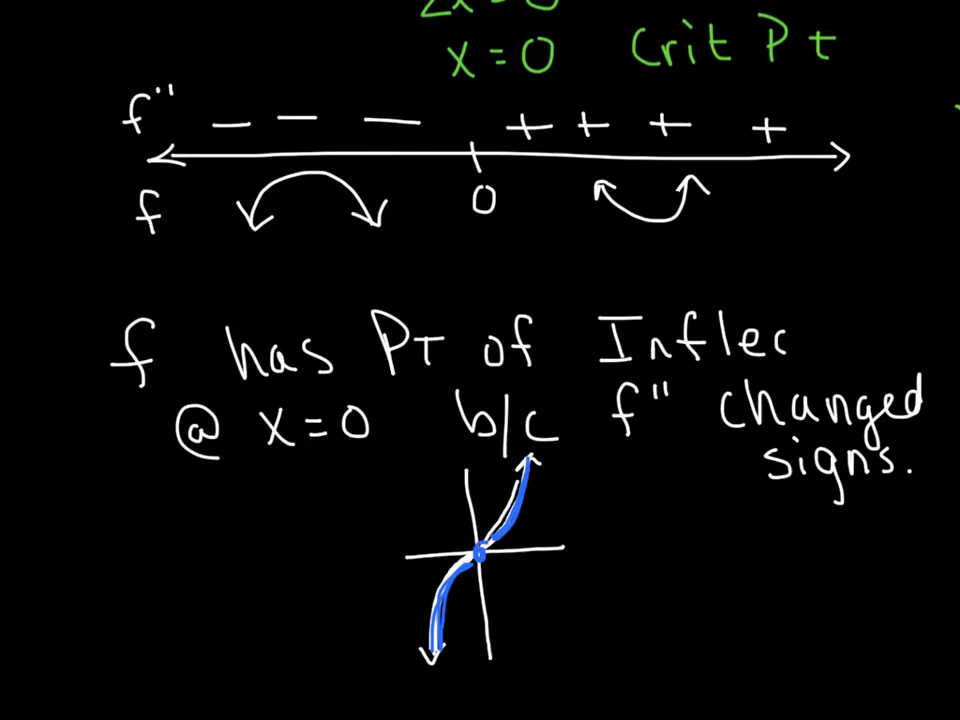 x=0 Crit Pt
f" — — — + + + +
f 0
f has Pt of Inflec
@ x=0 b/c f" changed
signs.